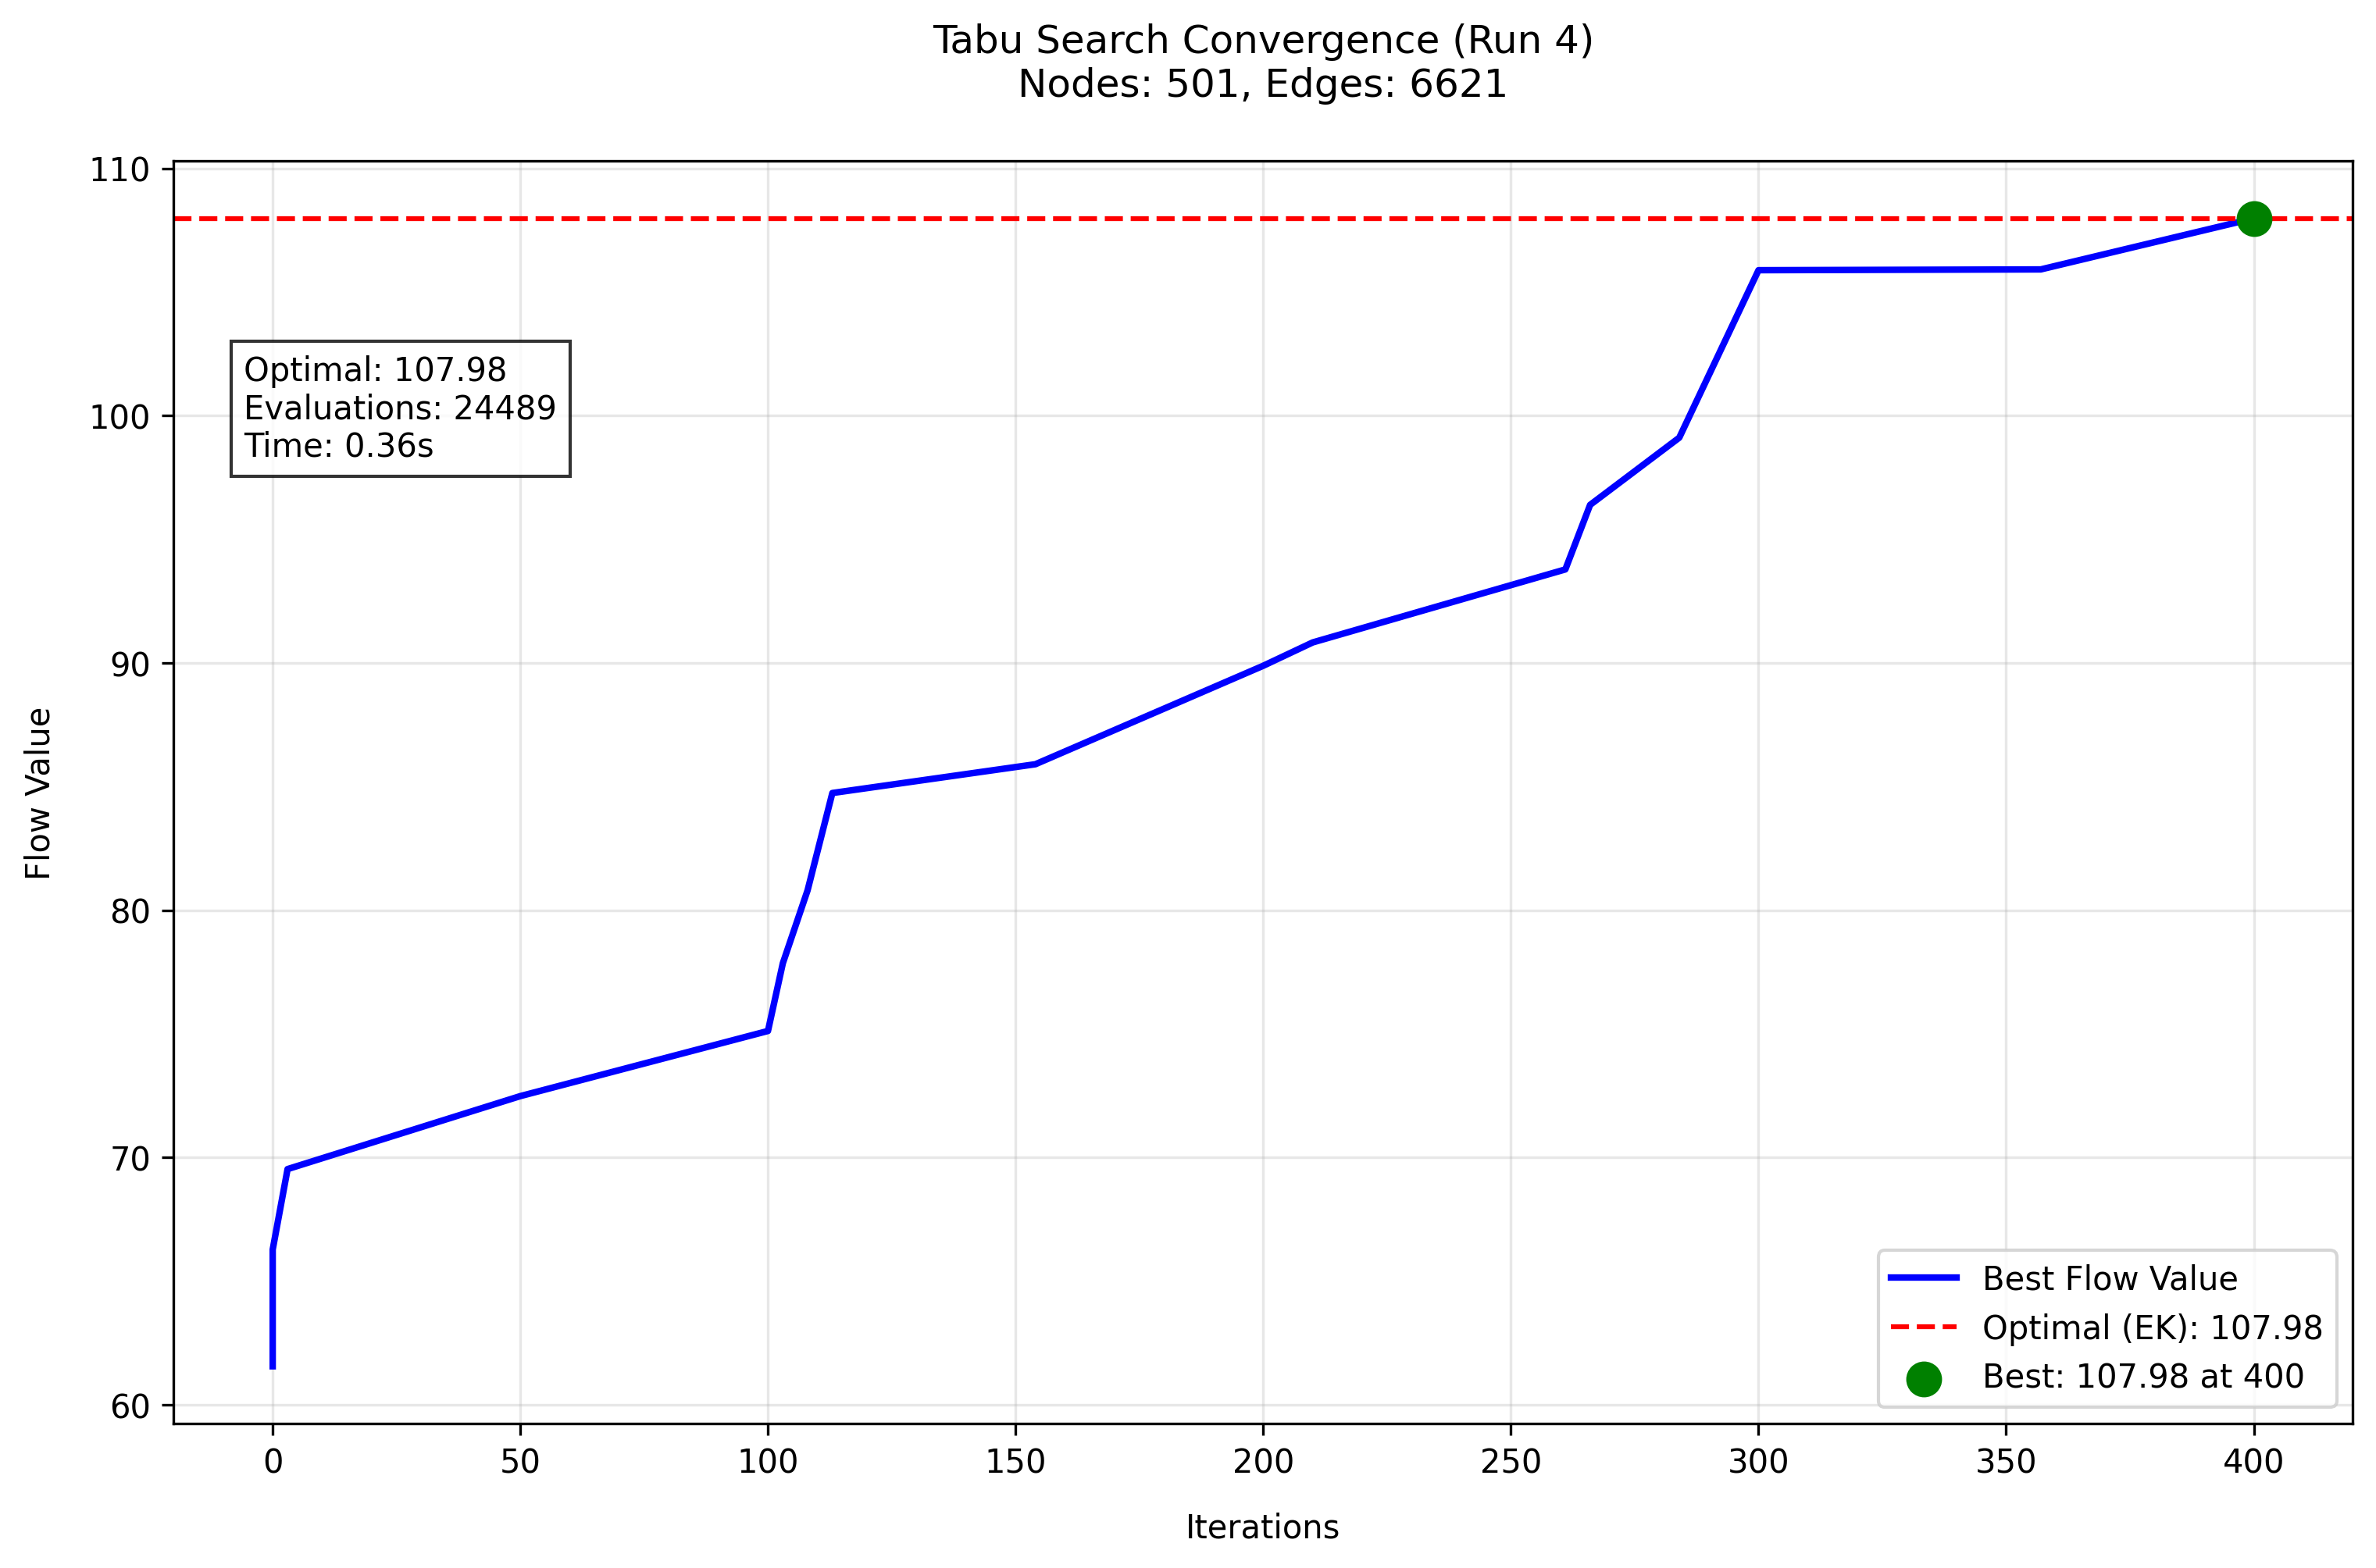 Tabu Search Convergence (Run 4)
Nodes: 501, Edges: 6621
110
100
90
80
70
60
Flow Value
Optimal: 107.98
Evaluations: 24489
Time: 0.36s
Best Flow Value
Optimal (EK): 107.98
Best: 107.98 at 400
0 50 100 150 200 250 300 350 400
Iterations